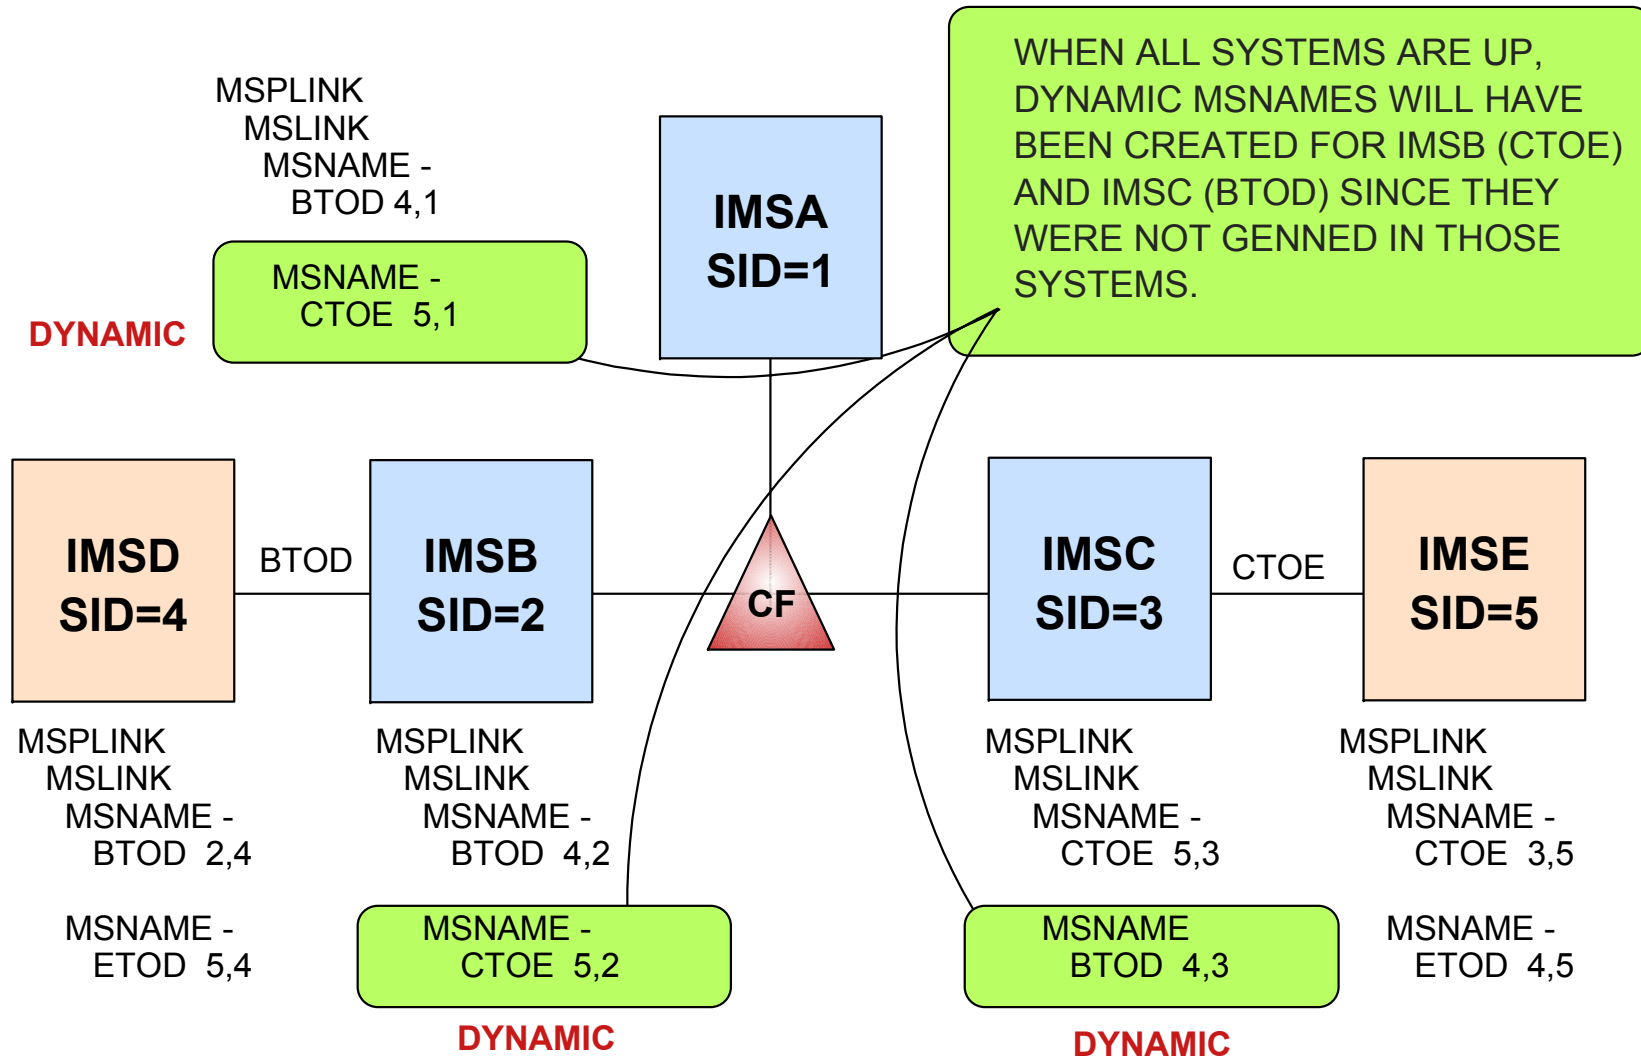 WHEN ALL SYSTEMS ARE UP,
DYNAMIC MSNAMES WILL HAVE
BEEN CREATED FOR IMSB (CTOE)
AND IMSC (BTOD) SINCE THEY
WERE NOT GENNED IN THOSE
SYSTEMS.
MSPLINK
MSLINK
MSNAME -
BTOD 4,1
MSNAME -
CTOE 5,1
DYNAMIC
IMSA
SID=1
IMSD
SID=4
BTOD
IMSB
SID=2
CF
IMSC
SID=3
CTOE
IMSE
SID=5
MSPLINK
MSLINK
MSNAME -
BTOD 2,4
MSNAME -
ETOD 5,4
MSPLINK
MSLINK
MSNAME -
BTOD 4,2
MSNAME -
CTOE 5,2
DYNAMIC
MSPLINK
MSLINK
MSNAME -
CTOE 5,3
MSNAME
BTOD 4,3
DYNAMIC
MSPLINK
MSLINK
MSNAME -
CTOE 3,5
MSNAME -
ETOD 4,5